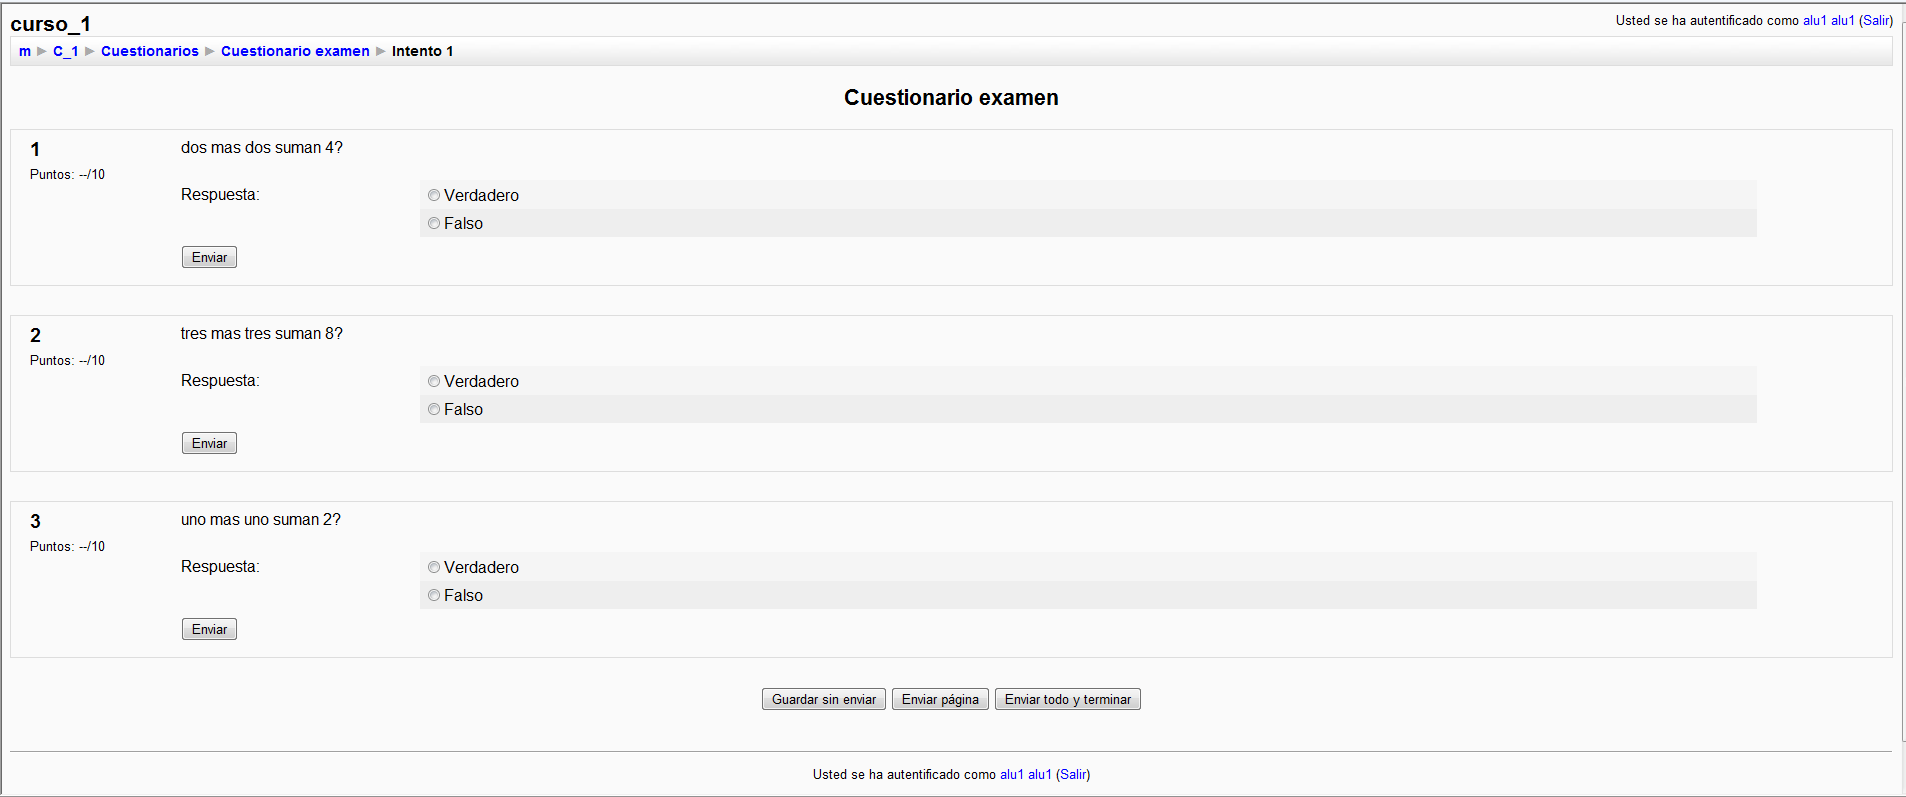 curso_1
Usted se ha autentificado como alu1 alu1 (Salir)
m ► C_1 ► Cuestionarios ► Cuestionario examen ► Intento 1
Cuestionario examen
1
Puntos: --/10
dos mas dos suman 4?
Respuesta:
Verdadero
Falso
Enviar
2
Puntos: --/10
tres mas tres suman 8?
Respuesta:
Verdadero
Falso
Enviar
3
Puntos: --/10
uno mas uno suman 2?
Respuesta:
Verdadero
Falso
Enviar
Guardar sin enviar Enviar página Enviar todo y terminar
Usted se ha autentificado como alu1 alu1 (Salir)